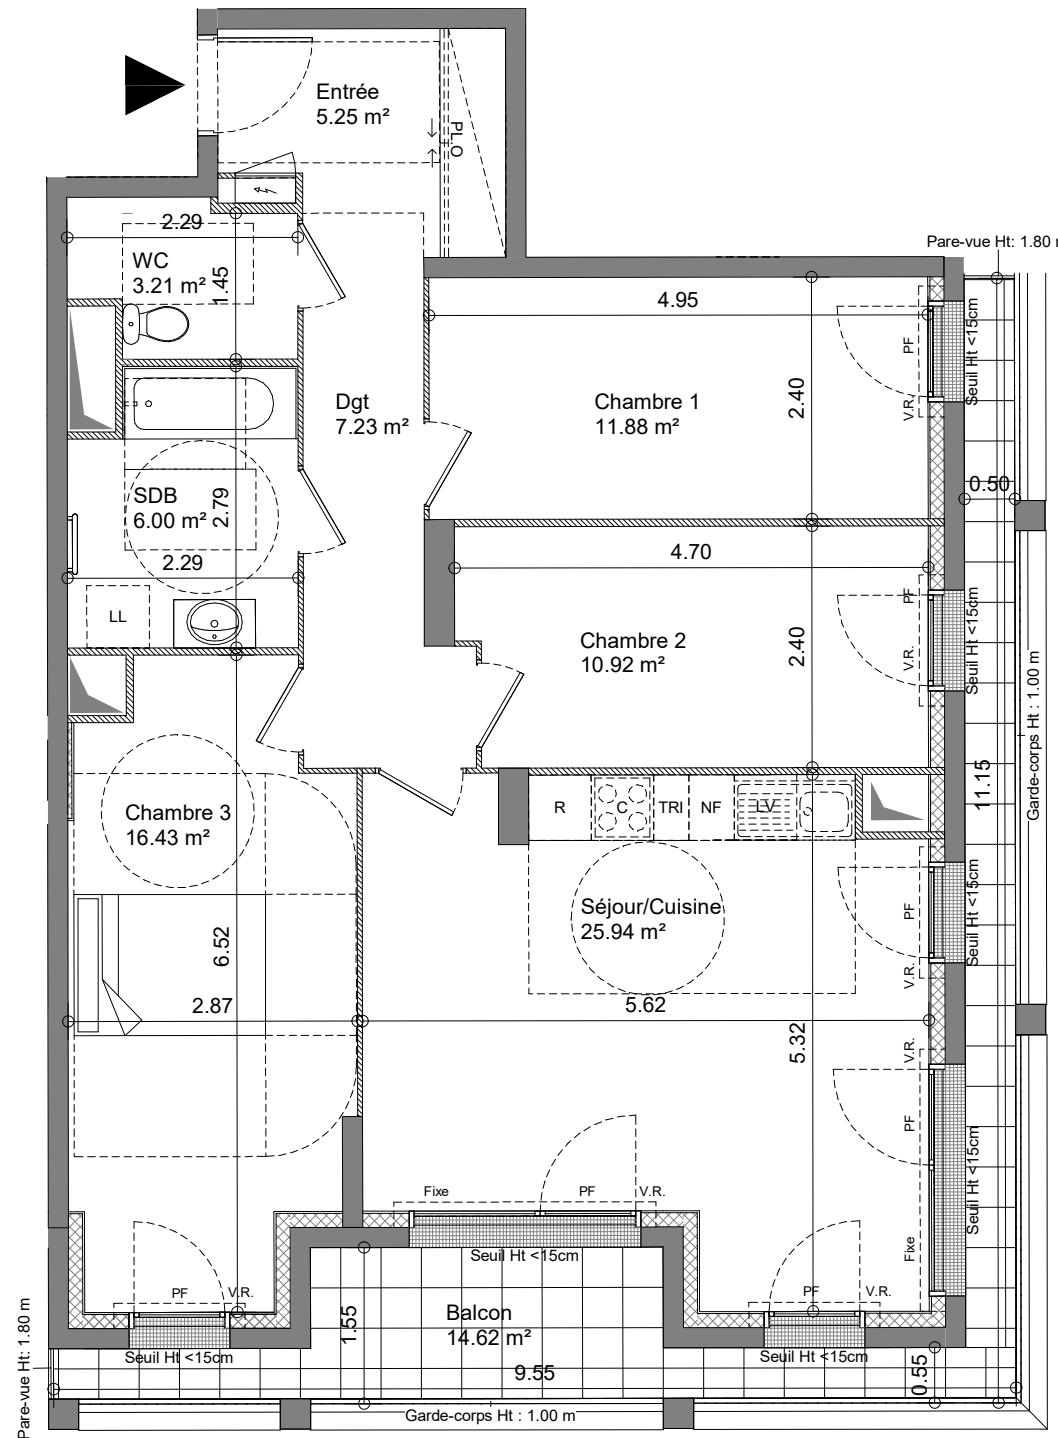 Entrée
5.25 m²
PL.O
Pare-vue Ht: 1.80 m
2.29
WC
3.21 m²
1.45
4.95
PF
V.R.
Seuil Ht <15cm
2.40
Chambre 1
11.88 m²
Dgt
7.23 m²
0.50
SDB
6.00 m²
2.79
2.29
LL
4.70
PF
V.R.
Seuil Ht <15cm
Chambre 2
10.92 m²
2.40
Garde-corps Ht : 1.00 m
11.15
R
C
TRI
NF
LV
Chambre 3
16.43 m²
Séjour/Cuisine
25.94 m²
PF
V.R.
Seuil Ht <15cm
6.52
2.87
5.62
5.32
V.R.
PF
Fixe
Seuil Ht <15cm
Fixe
PF
V.R.
Seuil Ht <15cm
PF
V.R.
Seuil Ht <15cm
PF
V.R.
Seuil Ht <15cm
Balcon
14.62 m²
1.55
9.55
0.55
Pare-vue Ht: 1.80 m
Garde-corps Ht : 1.00 m